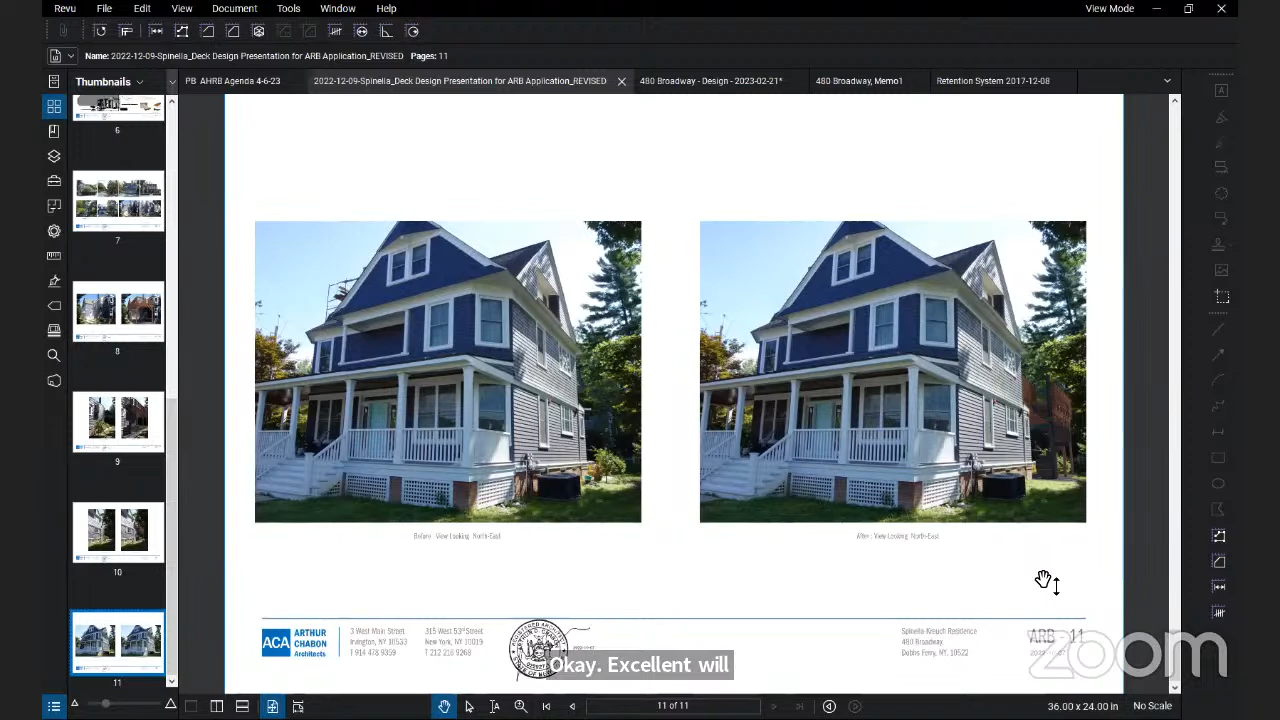 Revu File Edit View Document Tools Window Help View Mode
Name: 2022-12-09-Spinella_Deck Design Presentation for ARB Application_REVISED Pages: 11
Thumbnails PB AHRB Agenda 4-6-23 2022-12-09-Spinella_Deck Design Presentation for ARB Application_REVISED 480 Broadway - Design - 2023-02-21* 480 Broadway, Memo1 Retention System 2017-12-08
6
7
8
9
10
11
Before : View Looking North-East
After : View Looking North-East
ACA ARTHUR CHABON Architects
3 West Main Street
Irvington, NY 10533
T 914 478 9359
315 West 53rd Street
New York, NY 10019
T 212 216 9268
Spinella-Kreuch Residence
480 Broadway
Dobbs Ferry, NY, 10522
ARB 11
zoom
Okay. Excellent will
11 of 11 36.00 x 24.00 in No Scale